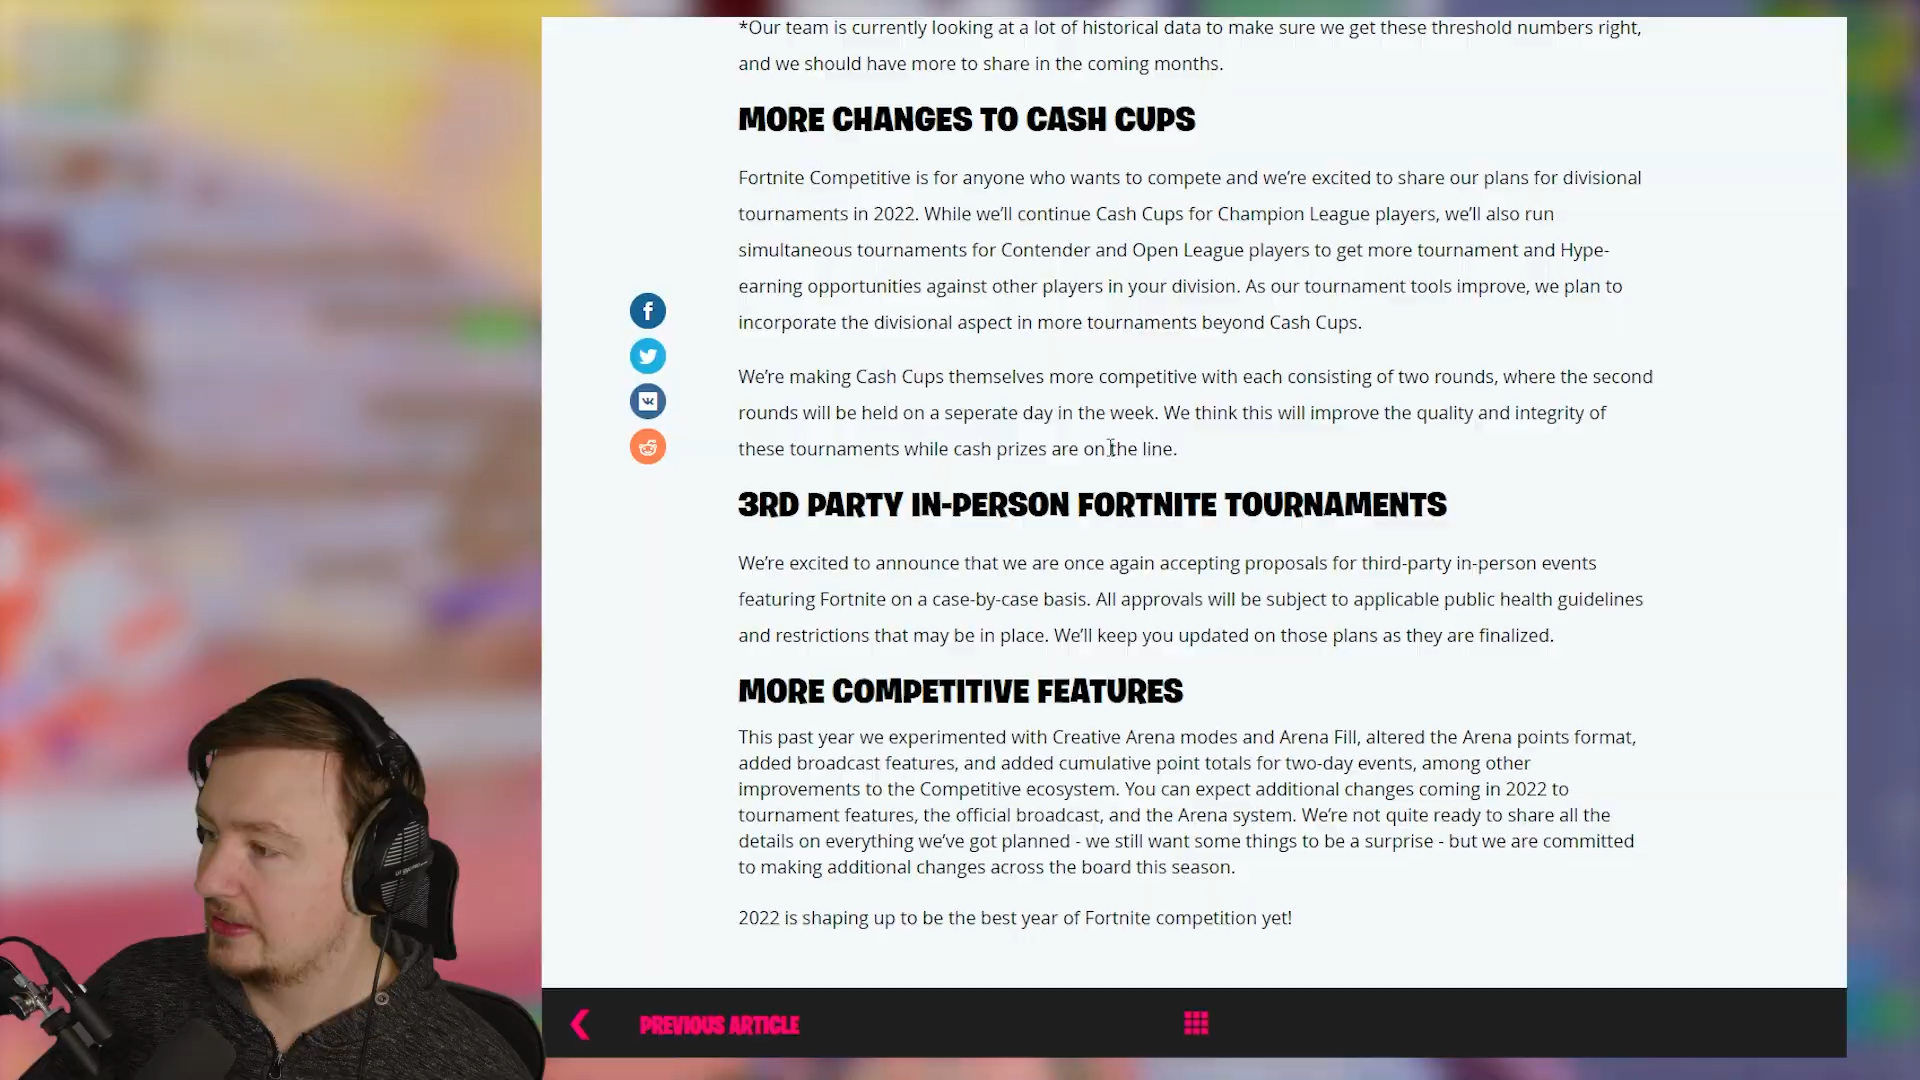 *Our team is currently looking at a lot of historical data to make sure we get these threshold numbers right,
and we should have more to share in the coming months.
MORE CHANGES TO CASH CUPS
Fortnite Competitive is for anyone who wants to compete and we're excited to share our plans for divisional
tournaments in 2022. While we'll continue Cash Cups for Champion League players, we'll also run
simultaneous tournaments for Contender and Open League players to get more tournament and Hype-
earning opportunities against other players in your division. As our tournament tools improve, we plan to
incorporate the divisional aspect in more tournaments beyond Cash Cups.
We're making Cash Cups themselves more competitive with each consisting of two rounds, where the second
rounds will be held on a seperate day in the week. We think this will improve the quality and integrity of
these tournaments while cash prizes are on the line.
3RD PARTY IN-PERSON FORTNITE TOURNAMENTS
We're excited to announce that we are once again accepting proposals for third-party in-person events
featuring Fortnite on a case-by-case basis. All approvals will be subject to applicable public health guidelines
and restrictions that may be in place. We'll keep you updated on those plans as they are finalized.
MORE COMPETITIVE FEATURES
This past year we experimented with Creative Arena modes and Arena Fill, altered the Arena points format,
added broadcast features, and added cumulative point totals for two-day events, among other
improvements to the Competitive ecosystem. You can expect additional changes coming in 2022 to
tournament features, the official broadcast, and the Arena system. We're not quite ready to share all the
details on everything we've got planned - we still want some things to be a surprise - but we are committed
to making additional changes across the board this season.
2022 is shaping up to be the best year of Fortnite competition yet!
PREVIOUS ARTICLE